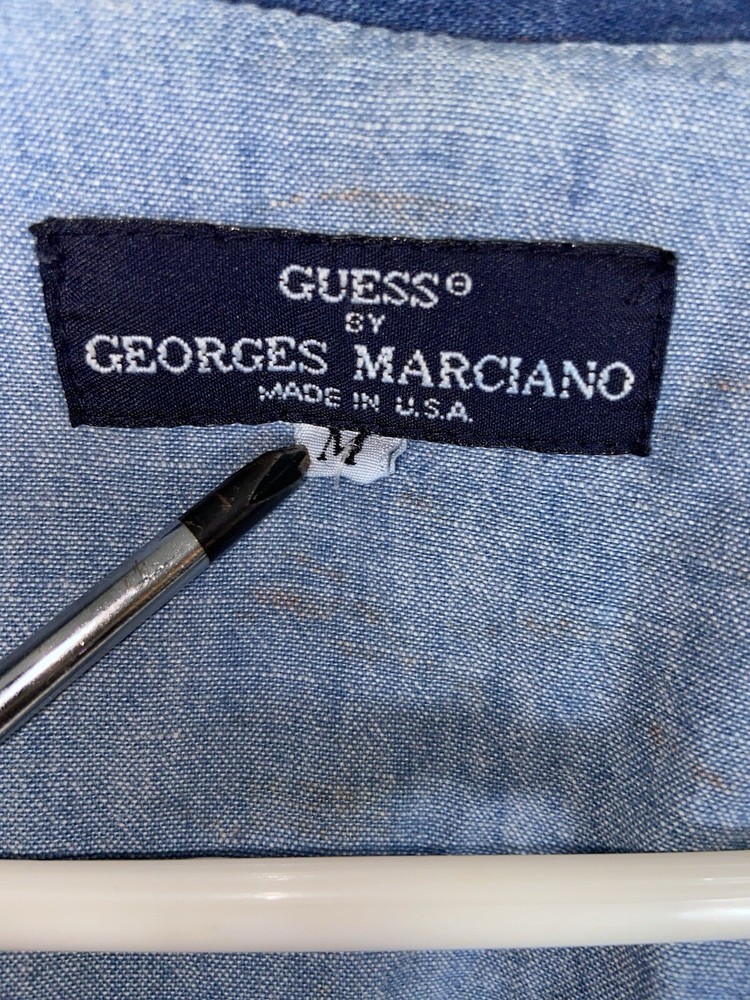 GUESS®
BY
GEORGES MARCIANO
MADE IN U.S.A.
M